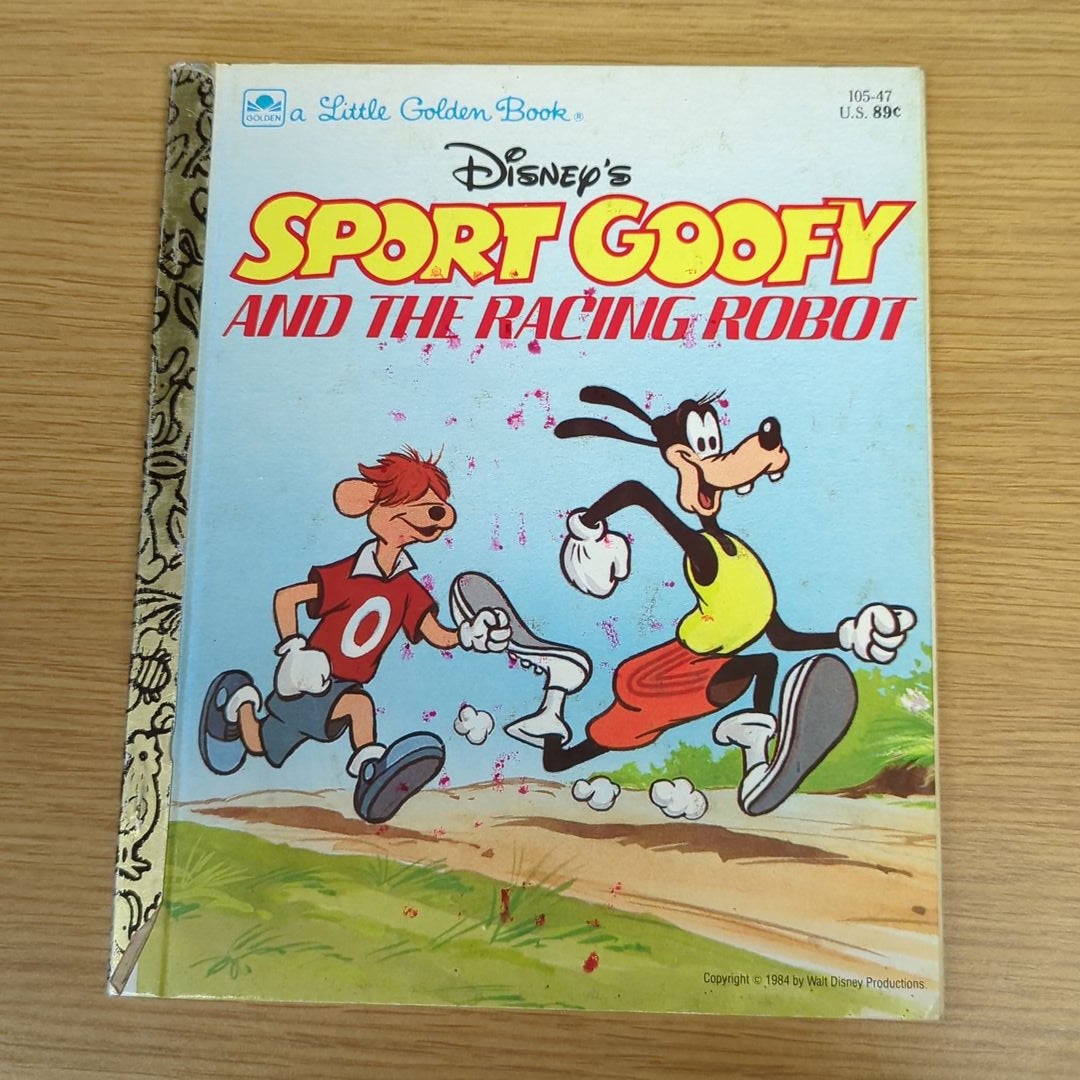 GOLDEN
a Little Golden Book ®
105-47
U.S. 89¢
DISNEY'S
SPORT GOOFY
AND THE RACING ROBOT
O
Copyright © 1984 by Walt Disney Productions.